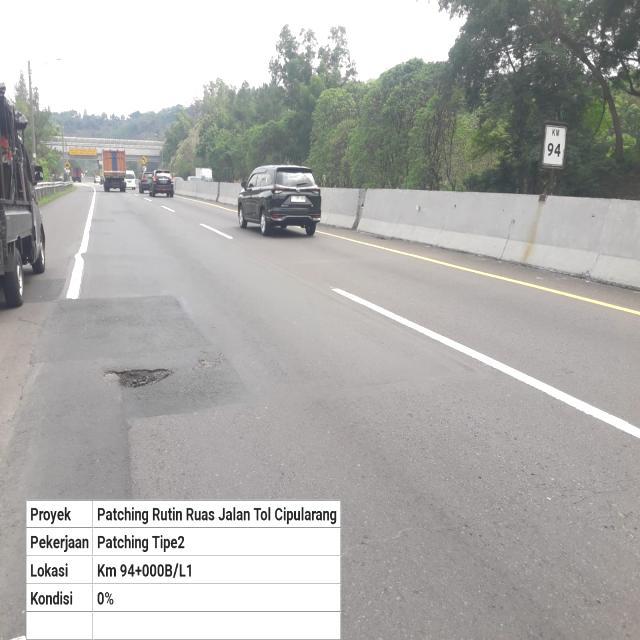 KM
94
Proyek Patching Rutin Ruas Jalan Tol Cipularang
Pekerjaan Patching Tipe2
Lokasi Km 94+000B/L1
Kondisi 0%